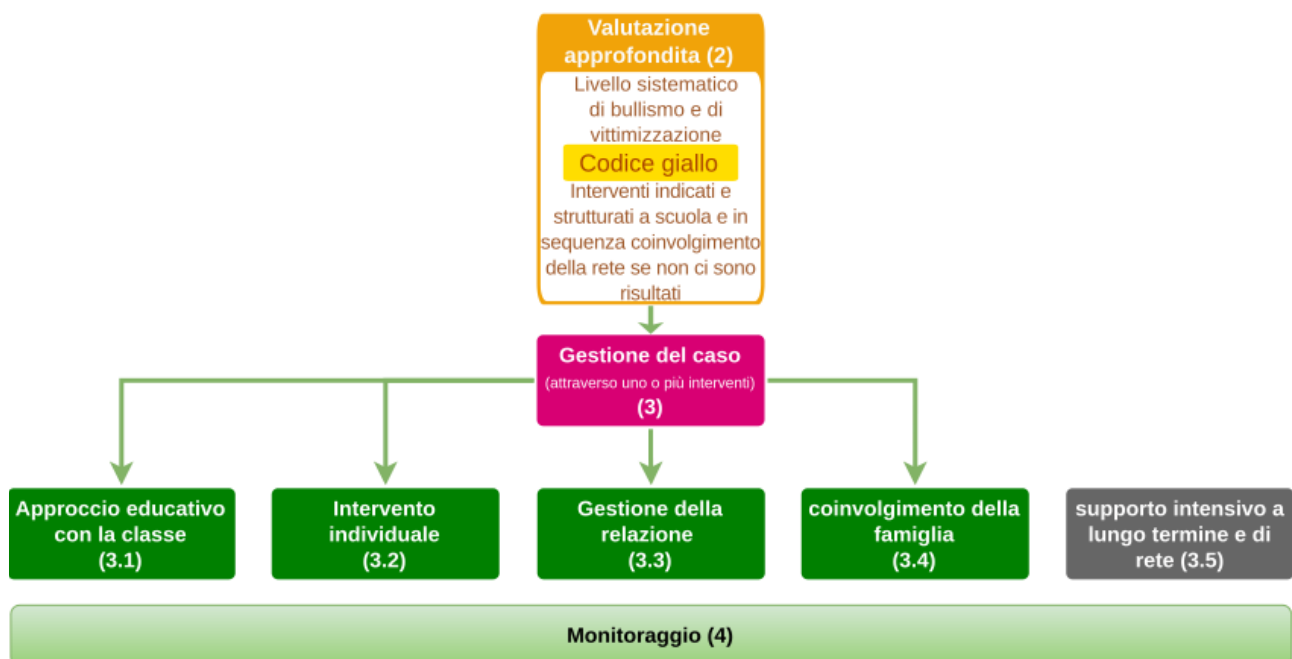 Valutazione
approfondita (2)
Livello sistematico
di bullismo e di
vittimizzazione
Codice giallo
Interventi indicati e
strutturati a scuola e in
sequenza coinvolgimento
della rete se non ci sono
risultati
Gestione del caso
(attraverso uno o più interventi)
(3)
Approccio educativo
con la classe
(3.1)
Intervento
individuale
(3.2)
Gestione della
relazione
(3.3)
coinvolgimento della
famiglia
(3.4)
supporto intensivo a
lungo termine e di
rete (3.5)
Monitoraggio (4)